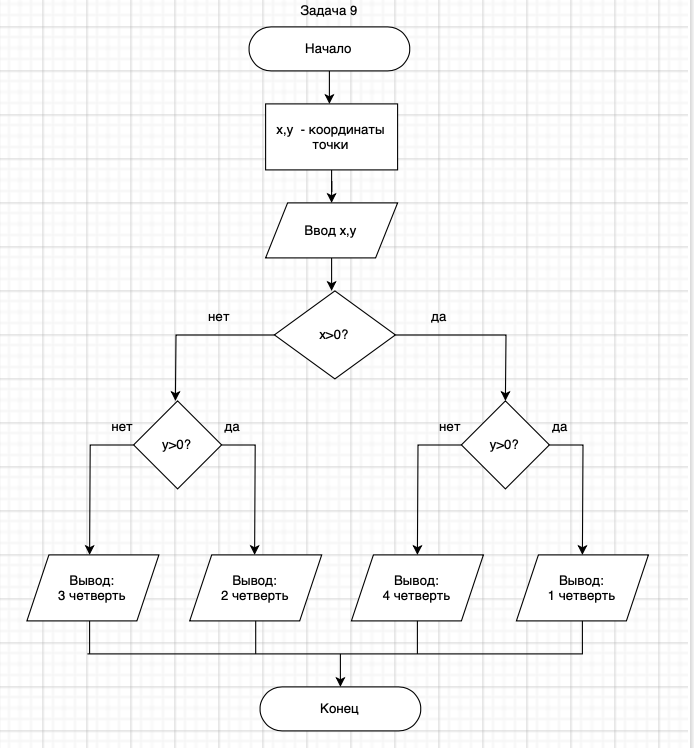 Задача 9
Начало
x,y - координаты
точки
Ввод x,y
нет
да
x>0?
нет
да
нет
да
y>0?
y>0?
Вывод:
3 четверть
Вывод:
2 четверть
Вывод:
4 четверть
Вывод:
1 четверть
Конец